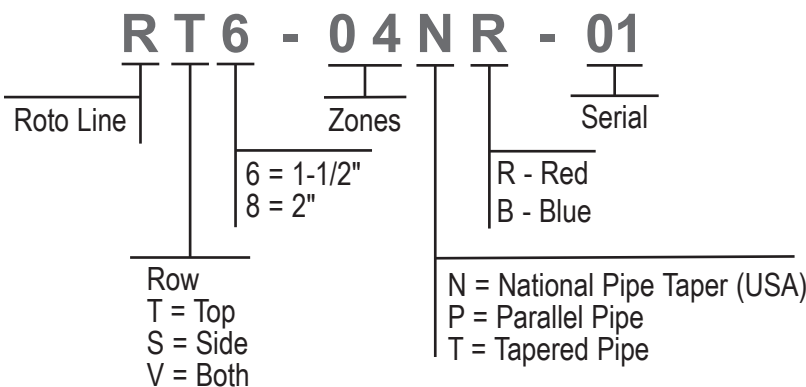 R T 6 - 0 4 N R - 01
Roto Line
Zones
Serial
6 = 1-1/2"
8 = 2"
R - Red
B - Blue
Row
T = Top
S = Side
V = Both
N = National Pipe Taper (USA)
P = Parallel Pipe
T = Tapered Pipe